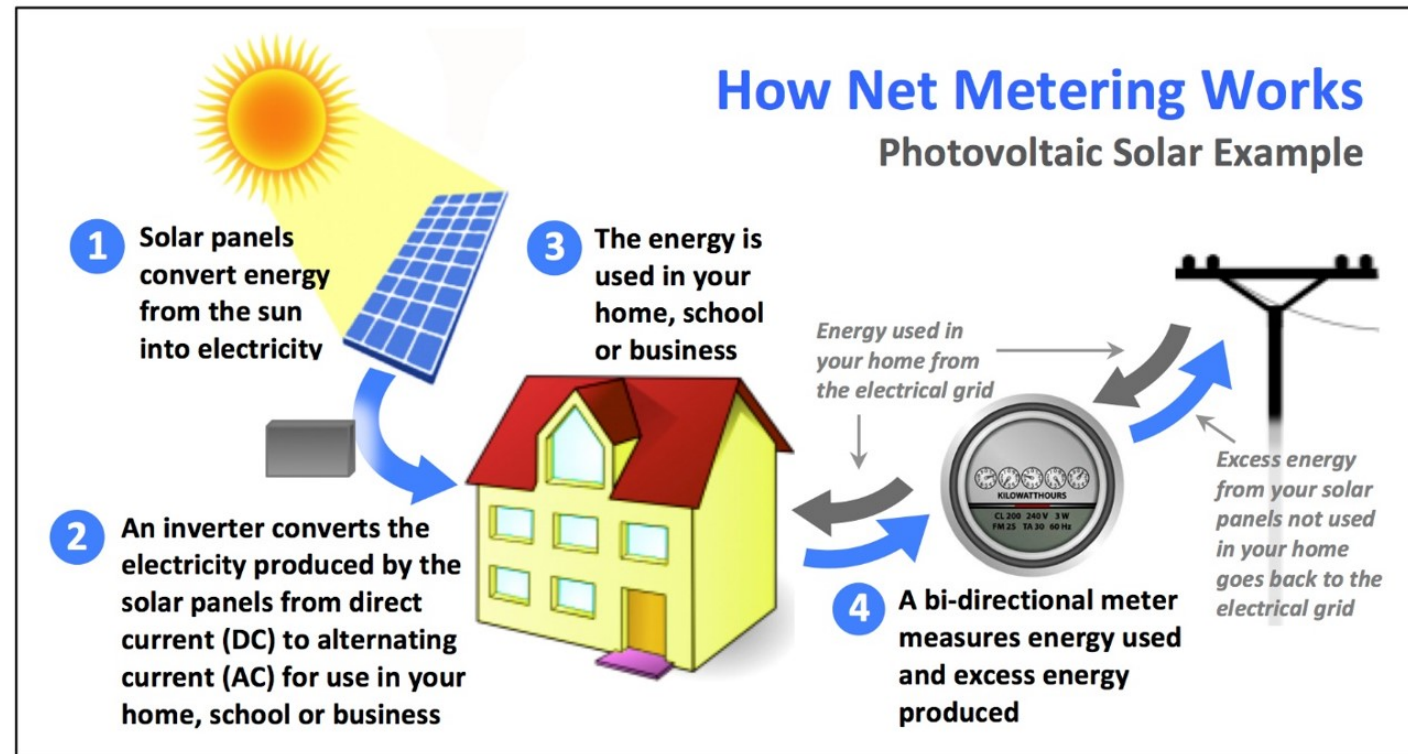 How Net Metering Works
Photovoltaic Solar Example
1
Solar panels
convert energy
from the sun
into electricity
2
An inverter converts the
electricity produced by the
solar panels from direct
current (DC) to alternating
current (AC) for use in your
home, school or business
3
The energy is
used in your
home, school
or business
Energy used in
your home from
the electrical grid
KILOWATTHOURS
CL 200 240 V 3 W
FM 2S TA 30 60 Hz
4
A bi-directional meter
measures energy used
and excess energy
produced
Excess energy
from your solar
panels not used
in your home
goes back to the
electrical grid